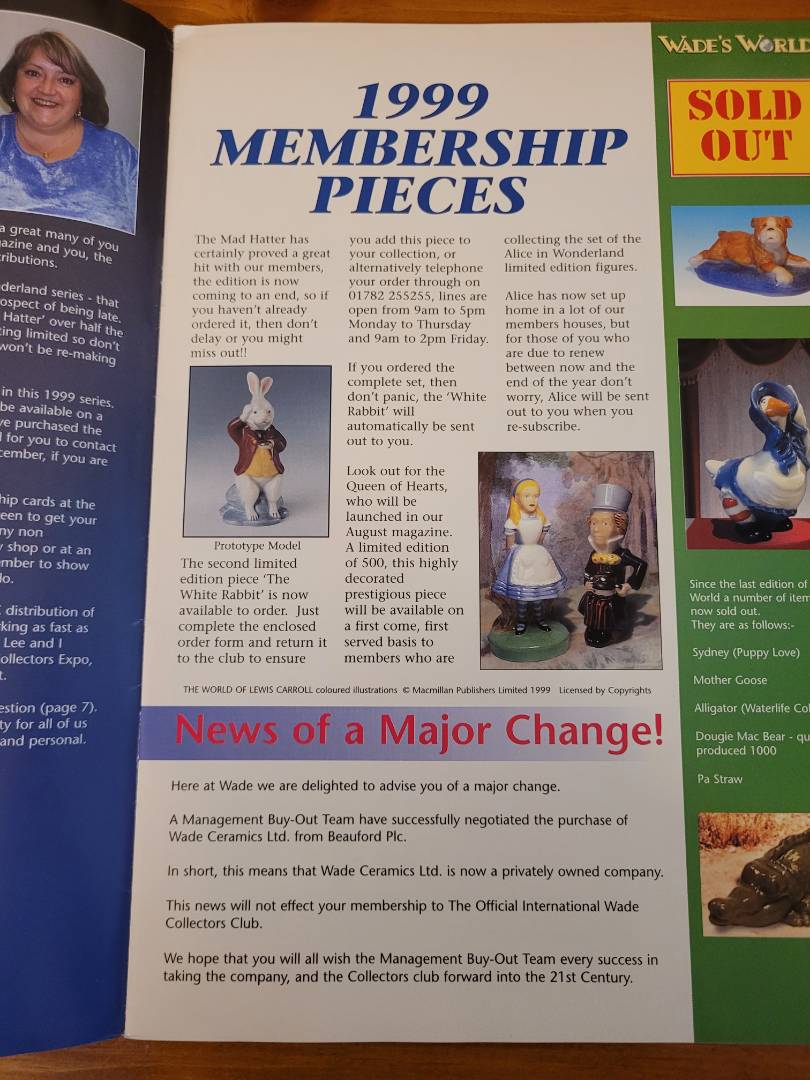 a great many of you
azine and you, the
tributions.
derland series - that
ospect of being late.
Hatter' over half the
ting limited so don't
won't be re-making
in this 1999 series.
be available on a
ve purchased the
l for you to contact
cember, if you are
hip cards at the
een to get your
ny non
y shop or at an
mber to show
do.
distribution of
king as fast as
Lee and I
ollectors Expo,
t.
estion (page 7).
ty for all of us
and personal.
1999
MEMBERSHIP
PIECES
The Mad Hatter has
certainly proved a great
hit with our members,
the edition is now
coming to an end, so if
you haven't already
ordered it, then don't
delay or you might
miss out!!
Prototype Model
The second limited
edition piece 'The
White Rabbit' is now
available to order. Just
complete the enclosed
order form and return it
to the club to ensure
you add this piece to
your collection, or
alternatively telephone
your order through on
01782 255255, lines are
open from 9am to 5pm
Monday to Thursday
and 9am to 2pm Friday.
If you ordered the
complete set, then
don't panic, the 'White
Rabbit' will
automatically be sent
out to you.
Look out for the
Queen of Hearts,
who will be
launched in our
August magazine.
A limited edition
of 500, this highly
decorated
prestigious piece
will be available on
a first come, first
served basis to
members who are
collecting the set of the
Alice in Wonderland
limited edition figures.
Alice has now set up
home in a lot of our
members houses, but
for those of you who
are due to renew
between now and the
end of the year don't
worry, Alice will be sent
out to you when you
re-subscribe.
THE WORLD OF LEWIS CARROLL coloured illustrations © Macmillan Publishers Limited 1999 Licensed by Copyrights
News of a Major Change!
Here at Wade we are delighted to advise you of a major change.
A Management Buy-Out Team have successfully negotiated the purchase of
Wade Ceramics Ltd. from Beauford Plc.
In short, this means that Wade Ceramics Ltd. is now a privately owned company.
This news will not effect your membership to The Official International Wade
Collectors Club.
We hope that you will all wish the Management Buy-Out Team every success in
taking the company, and the Collectors club forward into the 21st Century.
WADE'S WORLD
SOLD
OUT
Since the last edition of
World a number of item
now sold out.
They are as follows:-
Sydney (Puppy Love)
Mother Goose
Alligator (Waterlife Col
Dougie Mac Bear - qu
produced 1000
Pa Straw